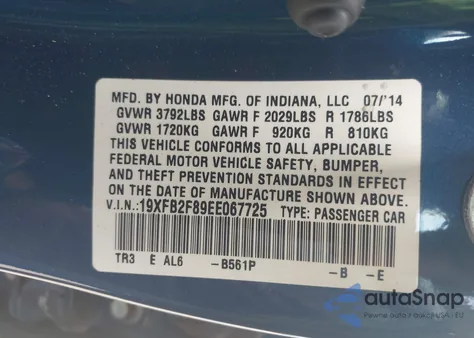 MFD. BY HONDA MFG. OF INDIANA, LLC 07/'14
GVWR 3792LBS GAWR F 2029LBS R 1786LBS
GVWR 1720KG GAWR F 920KG R 810KG
THIS VEHICLE CONFORMS TO ALL APPLICABLE
FEDERAL MOTOR VEHICLE SAFETY, BUMPER,
AND THEFT PREVENTION STANDARDS IN EFFECT
ON THE DATE OF MANUFACTURE SHOWN ABOVE.
V.I.N.:19XFB2F89EE067725 TYPE: PASSENGER CAR
TR3 E AL6 -B561P -B -E
autoSnap